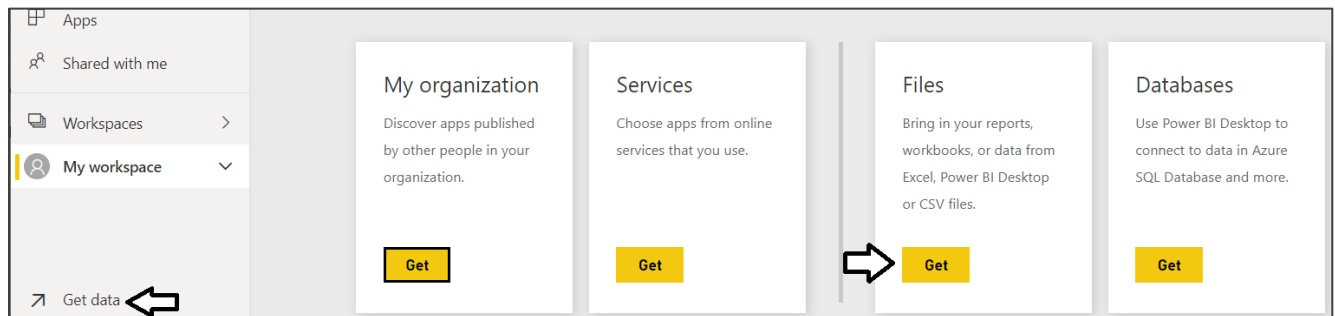 Apps
Shared with me
Workspaces
My workspace
Get data
My organization
Discover apps published
by other people in your
organization.
Get
Services
Choose apps from online
services that you use.
Get
Files
Bring in your reports,
workbooks, or data from
Excel, Power BI Desktop
or CSV files.
Get
Databases
Use Power BI Desktop to
connect to data in Azure
SQL Database and more.
Get